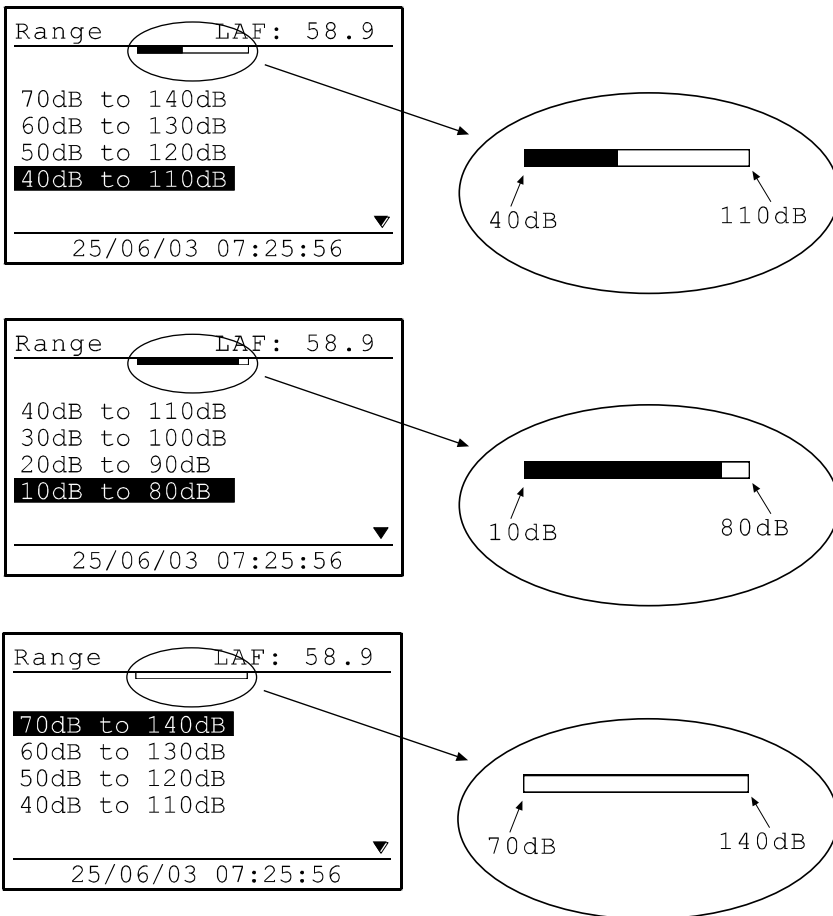 Range LAF: 58.9
70dB to 140dB
60dB to 130dB
50dB to 120dB
40dB to 110dB
25/06/03 07:25:56
40dB 110dB
Range LAF: 58.9
40dB to 110dB
30dB to 100dB
20dB to 90dB
10dB to 80dB
25/06/03 07:25:56
10dB 80dB
Range LAF: 58.9
70dB to 140dB
60dB to 130dB
50dB to 120dB
40dB to 110dB
25/06/03 07:25:56
70dB 140dB